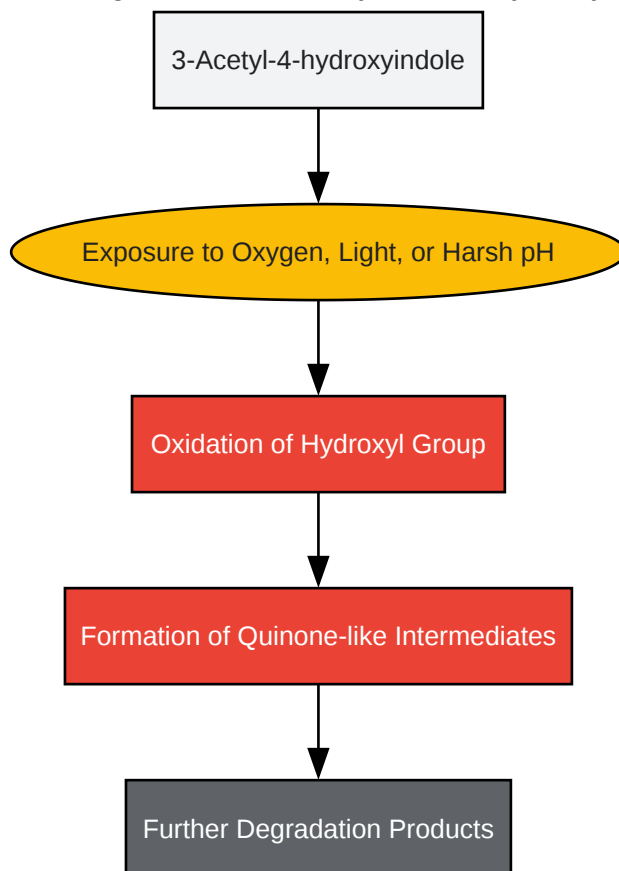 3-Acetyl-4-hydroxyindole
Exposure to Oxygen, Light, or Harsh pH
Oxidation of Hydroxyl Group
Formation of Quinone-like Intermediates
Further Degradation Products